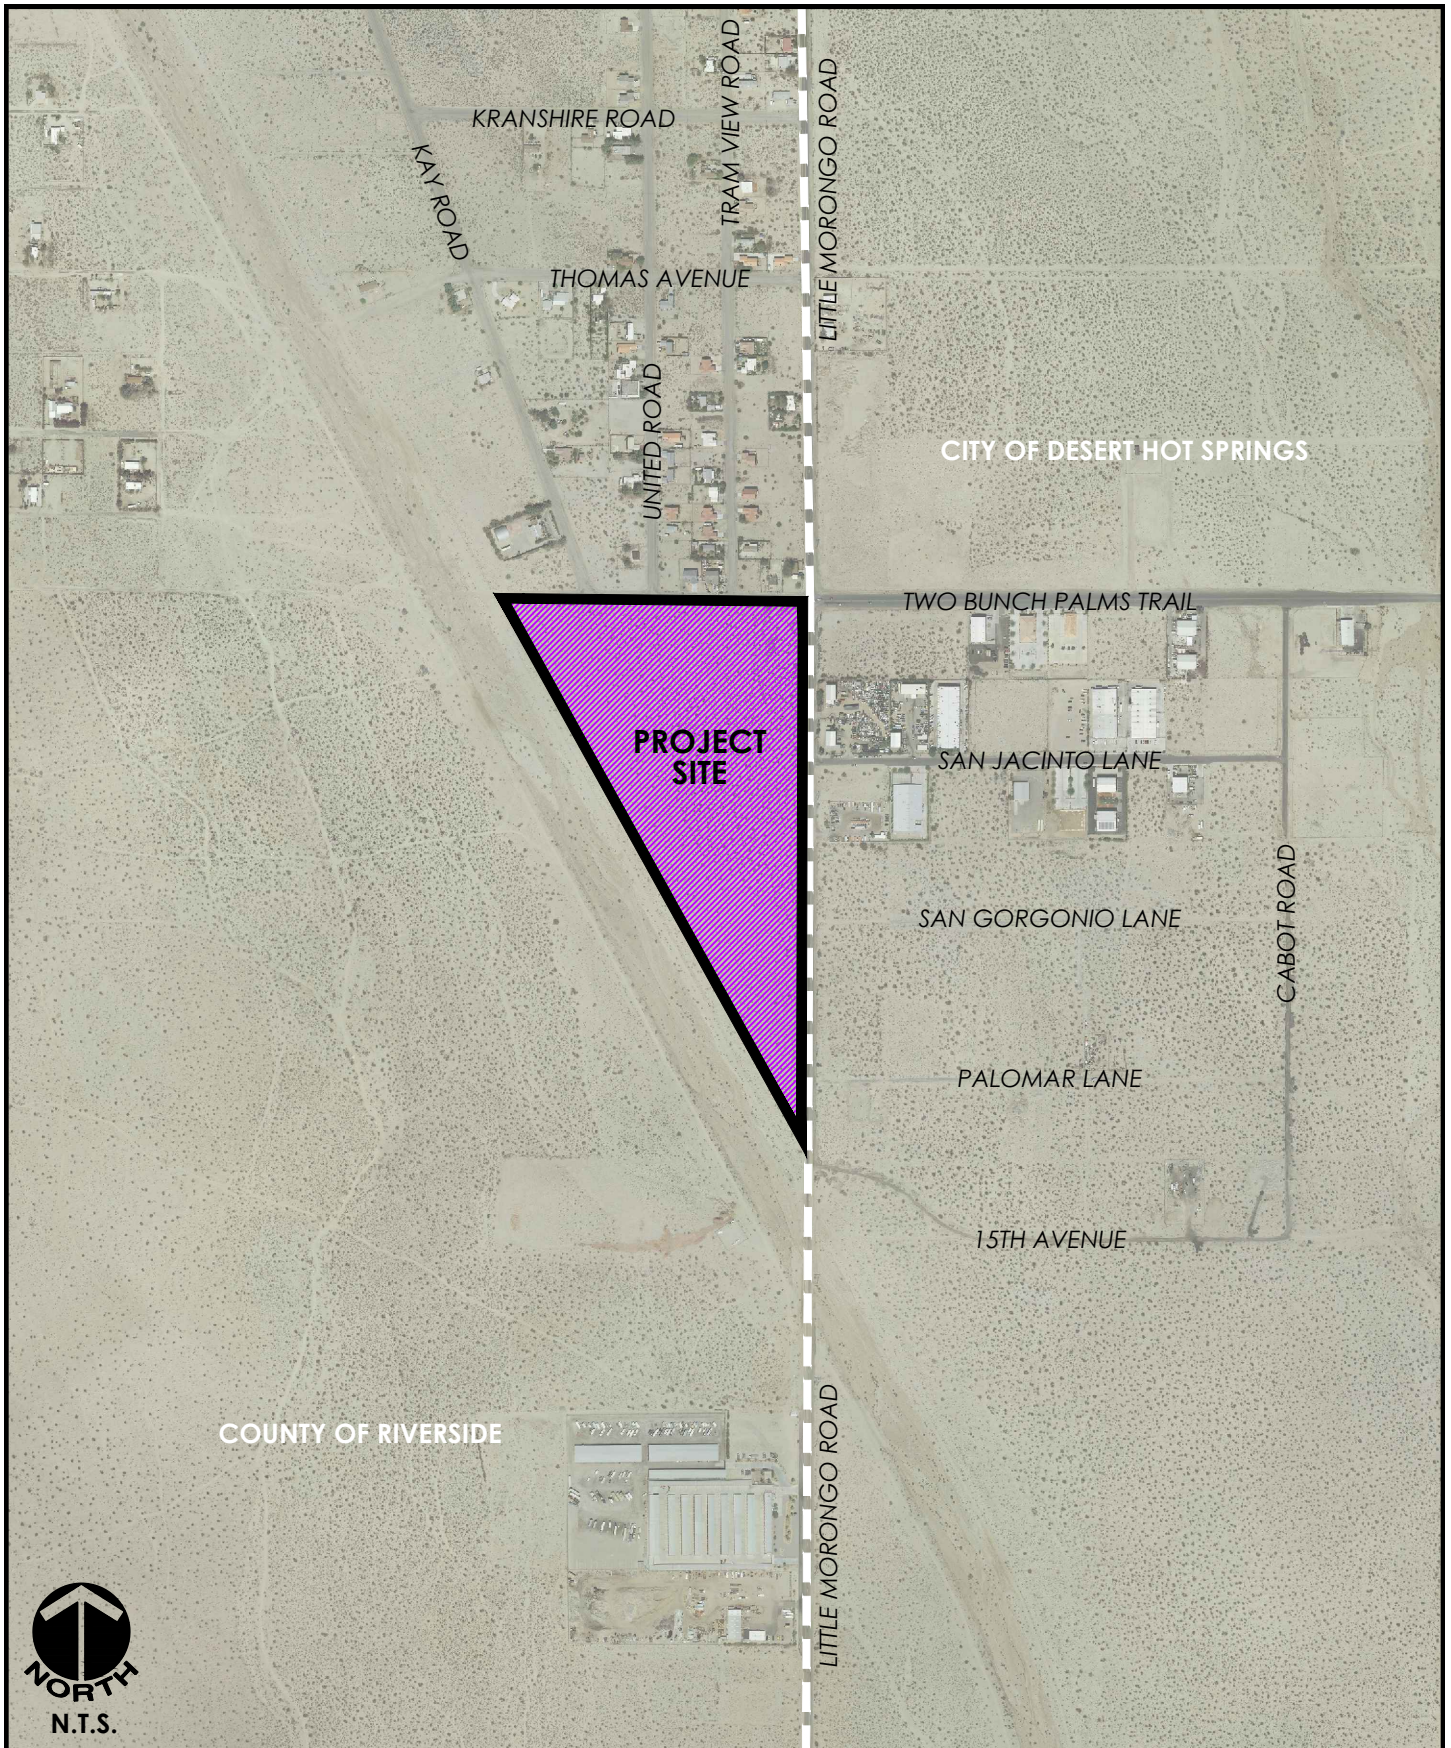 KRANSHIRE ROAD
TRAM VIEW ROAD
LITTLE MORONGO ROAD
KAY ROAD
THOMAS AVENUE
UNITED ROAD
CITY OF DESERT HOT SPRINGS
TWO BUNCH PALMS TRAIL
PROJECT
SITE
SAN JACINTO LANE
SAN GORGONIO LANE
CABOT ROAD
PALOMAR LANE
15TH AVENUE
COUNTY OF RIVERSIDE
LITTLE MORONGO ROAD
NORTH
N.T.S.